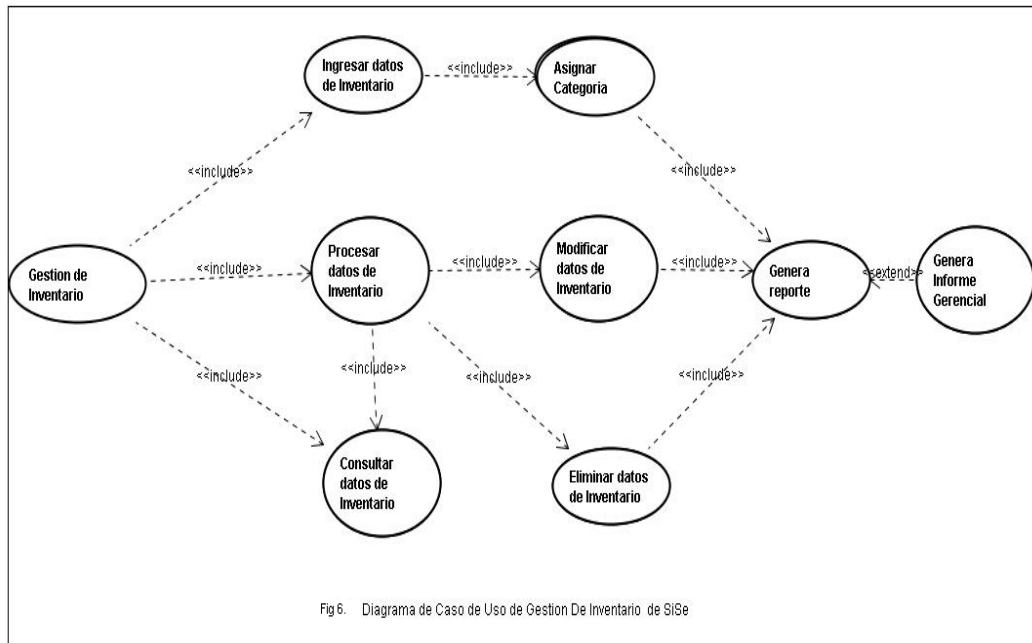 Ingresar datos
de Inventario
<<include>>
Asignar
Categoria
<<include>>
<<include>>
Gestion de
Inventario
<<include>>
Procesar
datos de
Inventario
<<include>>
Modificar
datos de
Inventario
<<include>>
Genera
reporte
<<extend>>
Genera
Informe
Gerencial
<<include>>
<<include>>
<<include>>
<<include>>
Consultar
datos de
Inventario
Eliminar datos
de Inventario
Fig 6. Diagrama de Caso de Uso de Gestion De Inventario de SiSe